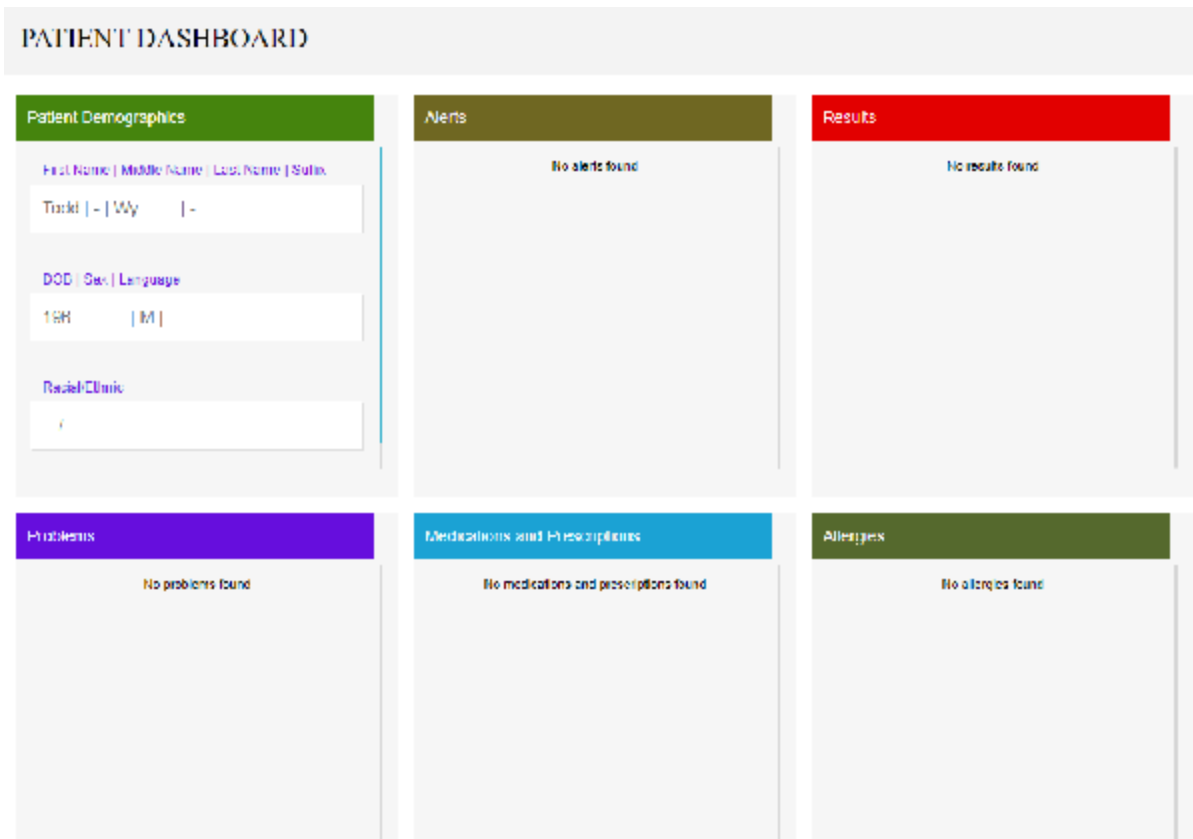 PATIENT DASHBOARD
Patient Demographics
First Name | Middle Name | Last Name | Suffix
Todd | - | Wy | -
DOB | Sex | Language
196 | M |
Racial/Ethnic
/
Alerts
No alerts found
Results
No results found
Problems
No problems found
Medications and Prescriptions
No medications and prescriptions found
Allergies
No allergies found